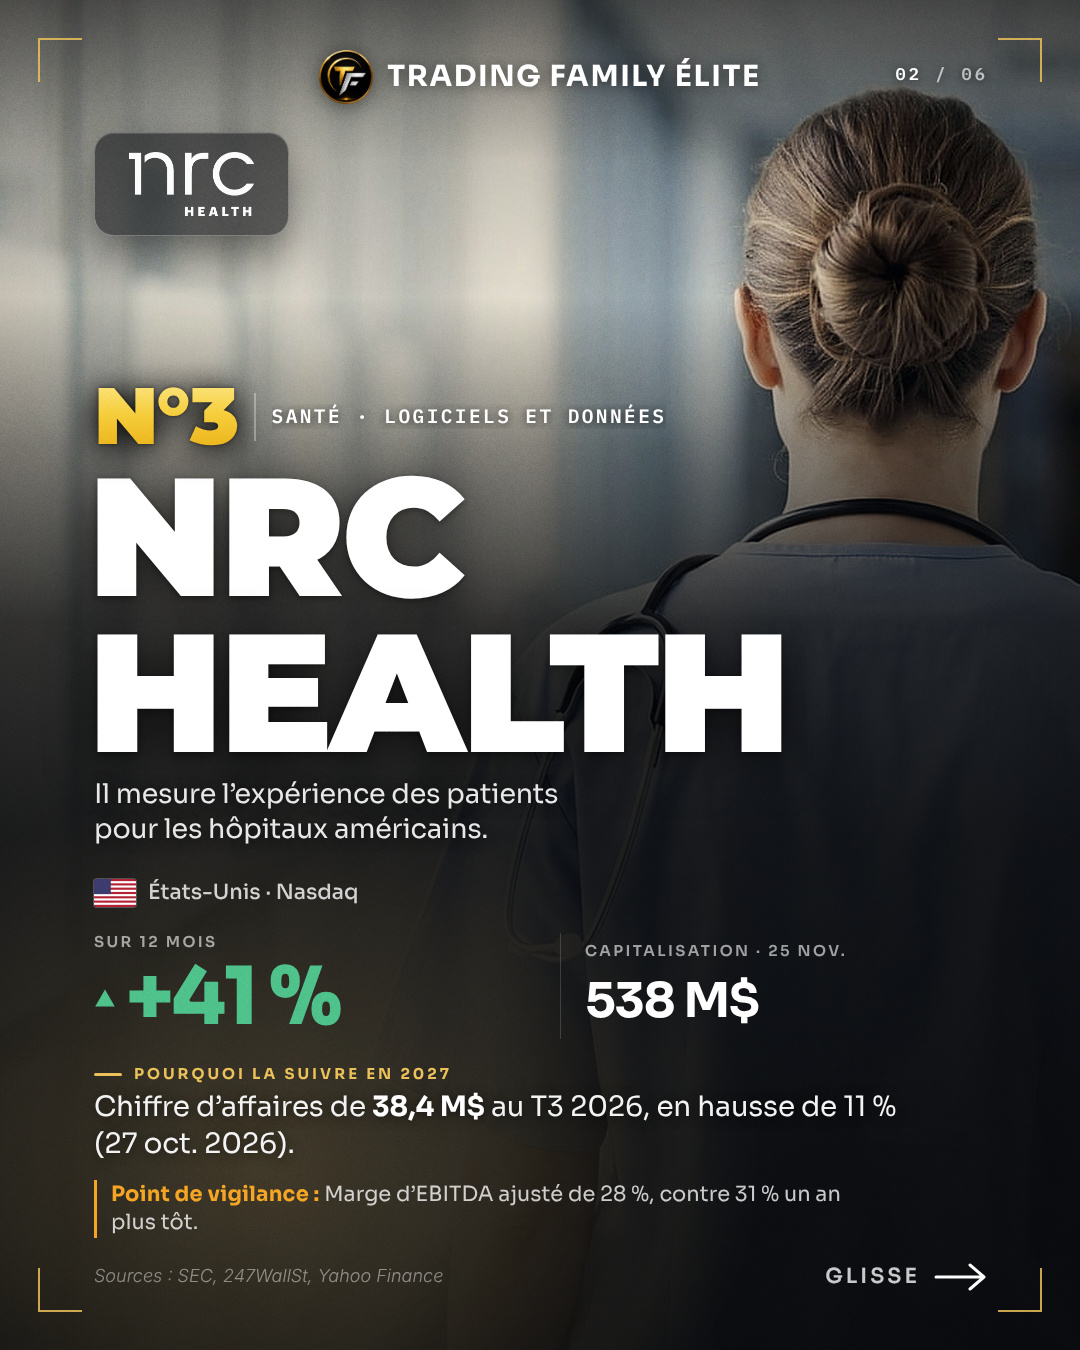 TF TRADING FAMILY ÉLITE
02 / 06
nrc
HEALTH
N°3
SANTÉ · LOGICIELS ET DONNÉES
NRC
HEALTH
Il mesure l’expérience des patients
pour les hôpitaux américains.
États-Unis · Nasdaq
SUR 12 MOIS
+41 %
CAPITALISATION · 25 NOV.
538 M$
POURQUOI LA SUIVRE EN 2027
Chiffre d’affaires de 38,4 M$ au T3 2026, en hausse de 11 %
(27 oct. 2026).
Point de vigilance : Marge d’EBITDA ajusté de 28 %, contre 31 % un an
plus tôt.
Sources : SEC, 247WallSt, Yahoo Finance
GLISSE